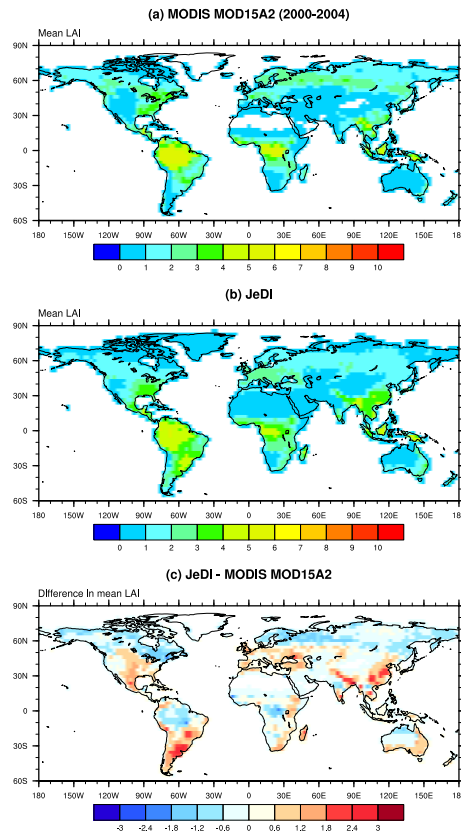 (a) MODIS MOD15A2 (2000-2004)
Mean LAI
90N
60N
30N
0
30S
60S
180 150W 120W 90W 60W 30W 0 30E 60E 90E 120E 150E 180
0 1 2 3 4 5 6 7 8 9 10
(b) JeDI
Mean LAI
90N
60N
30N
0
30S
60S
180 150W 120W 90W 60W 30W 0 30E 60E 90E 120E 150E 180
0 1 2 3 4 5 6 7 8 9 10
(c) JeDI - MODIS MOD15A2
Difference in mean LAI
90N
60N
30N
0
30S
60S
180 150W 120W 90W 60W 30W 0 30E 60E 90E 120E 150E 180
-3 -2.4 -1.8 -1.2 -0.6 0 0.6 1.2 1.8 2.4 3